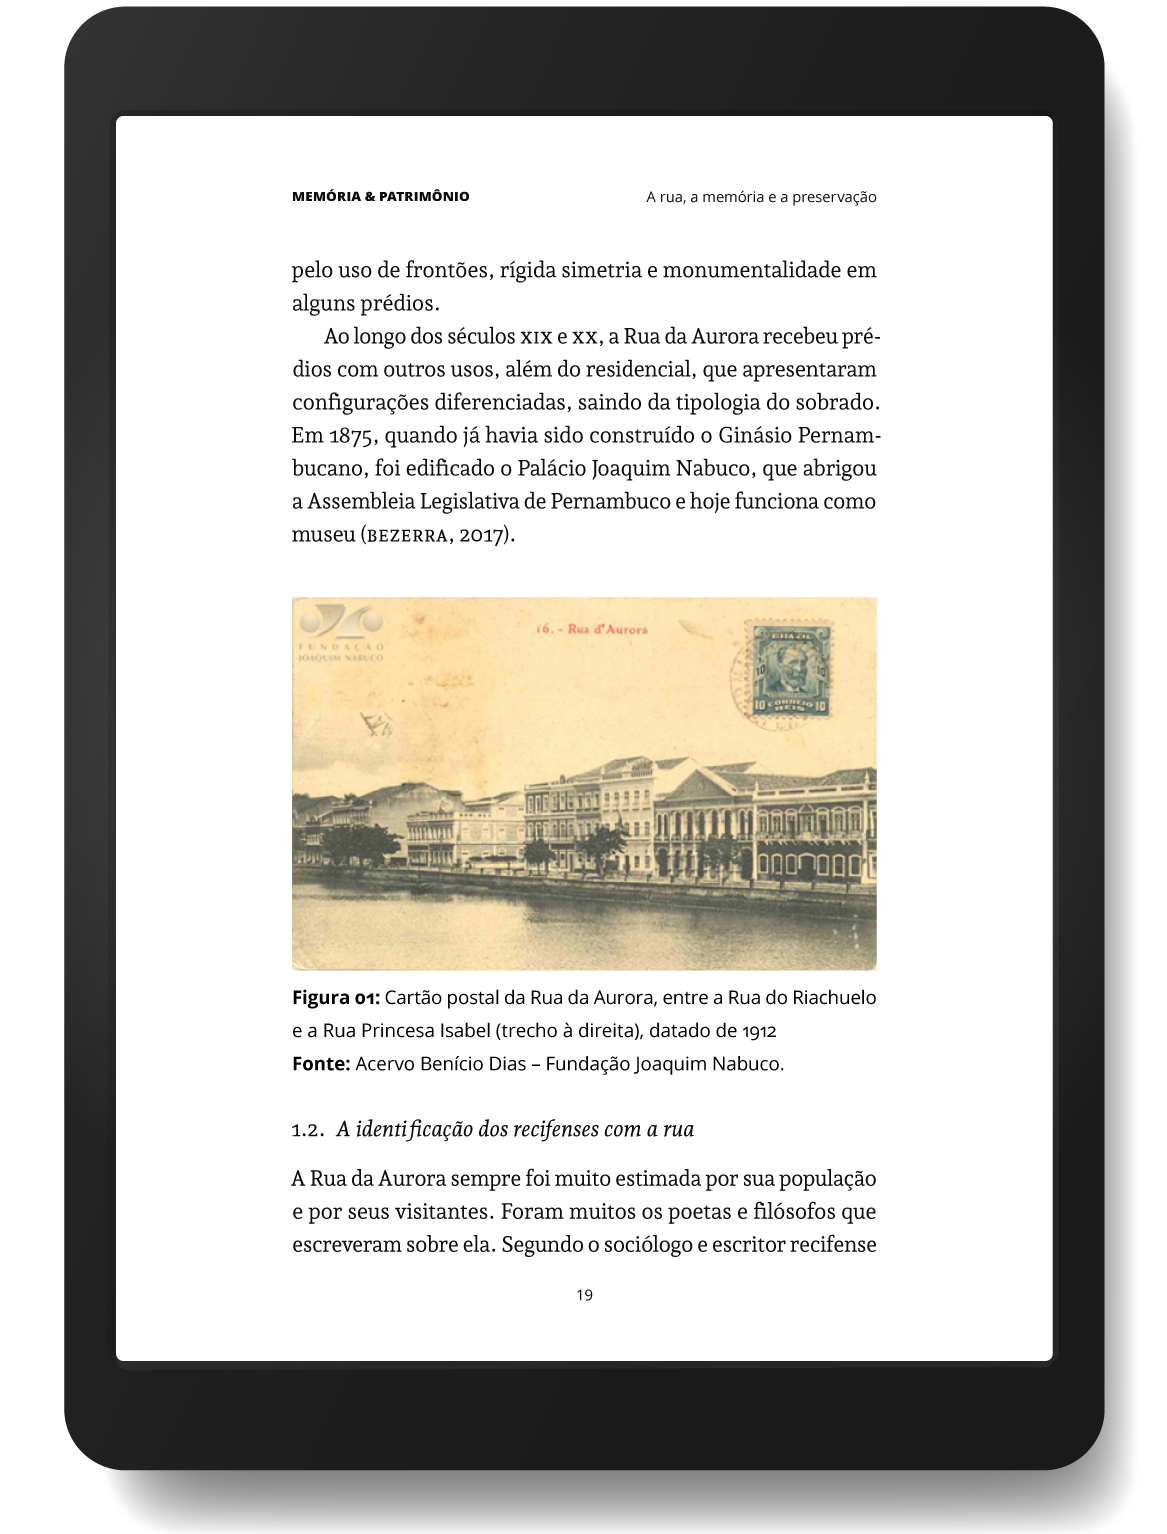 MEMÓRIA & PATRIMÔNIO
A rua, a memória e a preservação
pelo uso de frontões, rígida simetria e monumentalidade em
alguns prédios.
Ao longo dos séculos XIX e XX, a Rua da Aurora recebeu pré-
dios com outros usos, além do residencial, que apresentaram
configurações diferenciadas, saindo da tipologia do sobrado.
Em 1875, quando já havia sido construído o Ginásio Pernam-
bucano, foi edificado o Palácio Joaquim Nabuco, que abrigou
a Assembleia Legislativa de Pernambuco e hoje funciona como
museu (BEZERRA, 2017).
FUNDAÇÃO
JOAQUIM NABUCO
16. - Rua d'Aurora
BRAZIL
10 10
10 CORREIO 10
REIS
Figura 01: Cartão postal da Rua da Aurora, entre a Rua do Riachuelo
e a Rua Princesa Isabel (trecho à direita), datado de 1912
Fonte: Acervo Benício Dias – Fundação Joaquim Nabuco.
1.2. A identificação dos recifenses com a rua
A Rua da Aurora sempre foi muito estimada por sua população
e por seus visitantes. Foram muitos os poetas e filósofos que
escreveram sobre ela. Segundo o sociólogo e escritor recifense
19